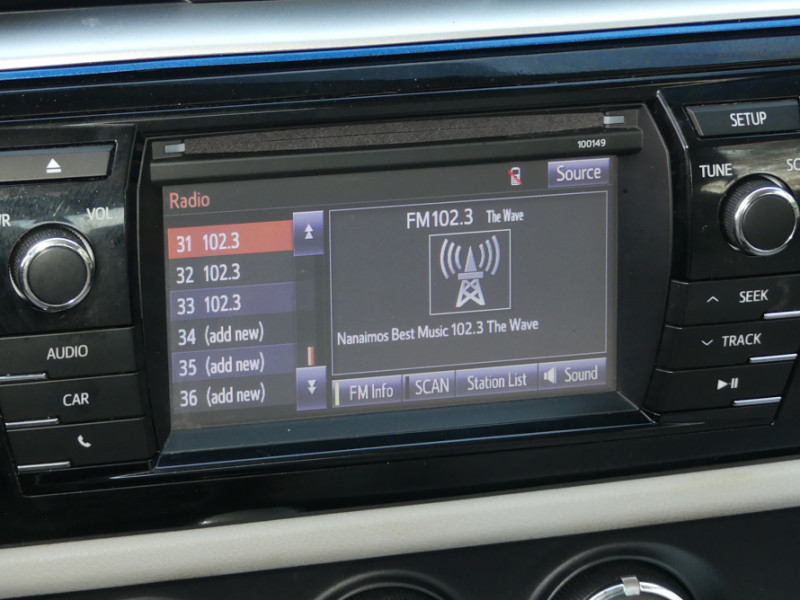 100149
SETUP
Source
Radio
TUNE
VOL
FM102.3 The Wave
31 102.3
32 102.3
33 102.3
34 (add new)
35 (add new)
36 (add new)
Nanaimos Best Music 102.3 The Wave
FM Info
SCAN
Station List
Sound
AUDIO
CAR
SEEK
TRACK